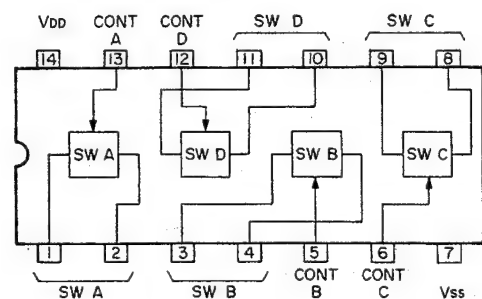 VDD CONT A CONT D SW D SW C
14 13 12 11 10 9 8
SW A SW D SW B SW C
1 2 3 4 5 6 7
SW A SW B CONT B CONT C VSS